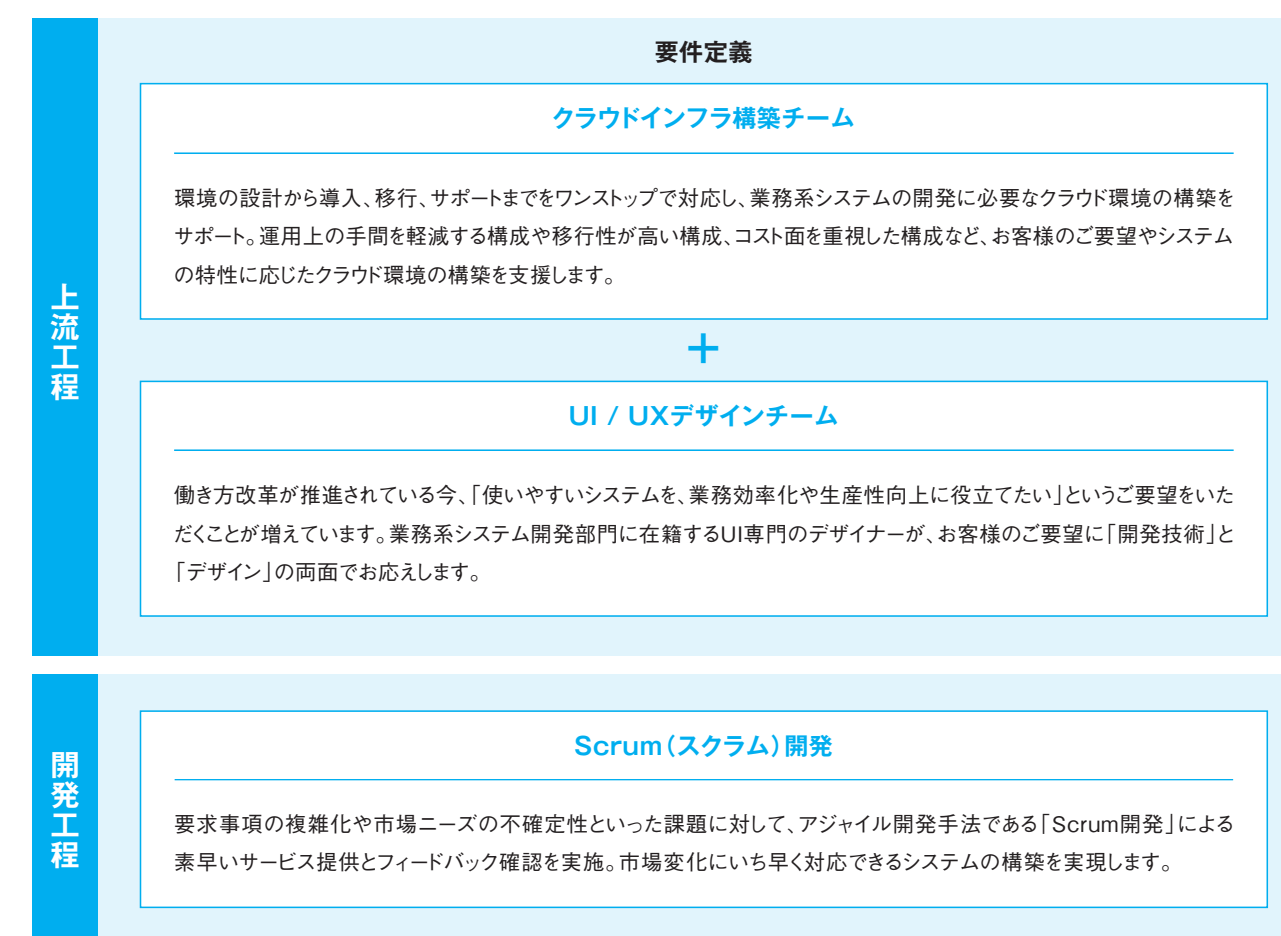 上流工程
要件定義
クラウドインフラ構築チーム
環境の設計から導入、移行、サポートまでをワンストップで対応し、業務系システムの開発に必要なクラウド環境の構築を
サポート。運用上の手間を軽減する構成や移行性が高い構成、コスト面を重視した構成など、お客様のご要望やシステム
の特性に応じたクラウド環境の構築を支援します。
+
UI / UXデザインチーム
働き方改革が推進されている今、「使いやすいシステムを、業務効率化や生産性向上に役立てたい」というご要望をいた
だくことが増えています。業務系システム開発部門に在籍するUI専門のデザイナーが、お客様のご要望に「開発技術」と
「デザイン」の両面でお応えします。
開発工程
Scrum（スクラム）開発
要求事項の複雑化や市場ニーズの不確定性といった課題に対して、アジャイル開発手法である「Scrum開発」による
素早いサービス提供とフィードバック確認を実施。市場変化にいち早く対応できるシステムの構築を実現します。